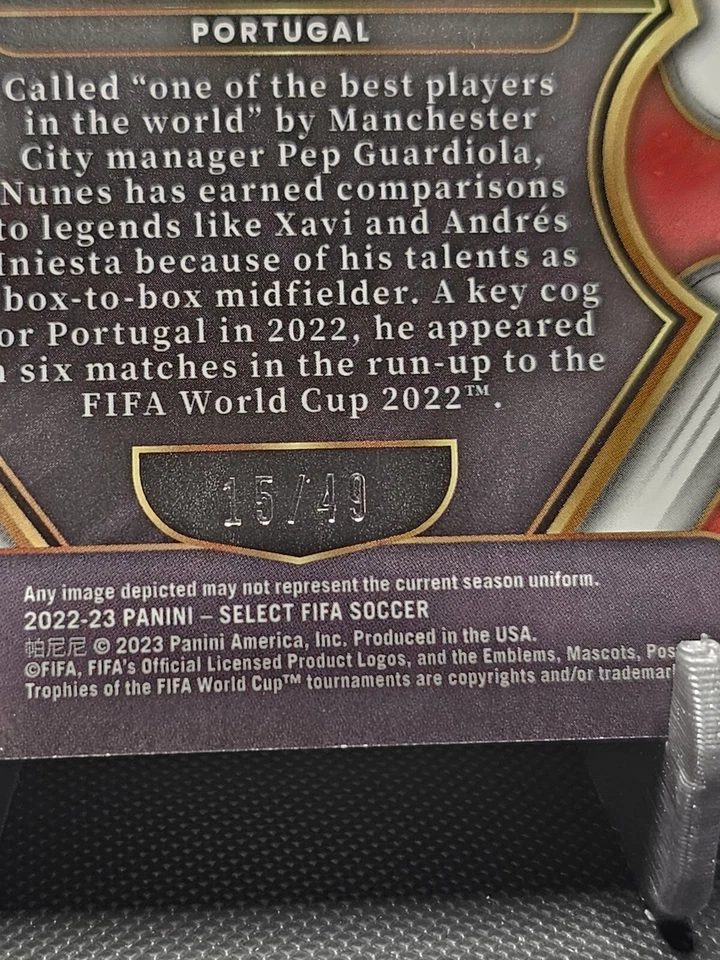 PORTUGAL
Called “one of the best players
in the world” by Manchester
City manager Pep Guardiola,
Nunes has earned comparisons
to legends like Xavi and Andrés
Iniesta because of his talents as
box-to-box midfielder. A key cog
or Portugal in 2022, he appeared
n six matches in the run-up to the
FIFA World Cup 2022™.
15/49
Any image depicted may not represent the current season uniform.
2022-23 PANINI – SELECT FIFA SOCCER
帕尼尼 © 2023 Panini America, Inc. Produced in the USA.
©FIFA, FIFA's Official Licensed Product Logos, and the Emblems, Mascots, Pos
Trophies of the FIFA World Cup™ tournaments are copyrights and/or trademar